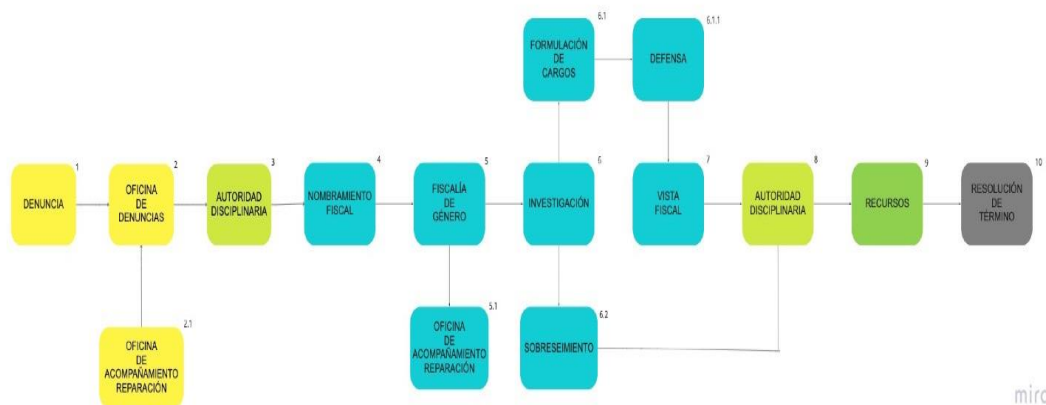 6.1
FORMULACIÓN
DE
CARGOS
6.1.1
DEFENSA
1
DENUNCIA
2
OFICINA
DE
DENUNCIAS
3
AUTORIDAD
DISCIPLINARIA
4
NOMBRAMIENTO
FISCAL
5
FISCALÍA
DE
GÉNERO
6
INVESTIGACIÓN
7
VISTA
FISCAL
8
AUTORIDAD
DISCIPLINARIA
9
RECURSOS
10
RESOLUCIÓN
DE
TÉRMINO
2.1
OFICINA
DE
ACOMPAÑAMIENTO
REPARACIÓN
5.1
OFICINA
DE
ACOMPAÑAMIENTO
REPARACIÓN
6.2
SOBRESEIMIENTO
miro